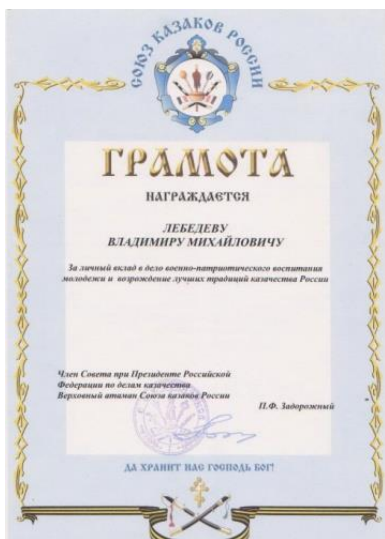 СОЮЗ КАЗАКОВ РОССИИ
ГРАМОТА
НАГРАЖДАЕТСЯ
ЛЕБЕДЕВУ
ВЛАДИМИРУ МИХАЙЛОВИЧУ
За личный вклад в дело военно-патриотического воспитания
молодежи и возрождение лучших традиций казачества России
Член Совета при Президенте Российской
Федерации по делам казачества
Верховный атаман Союза казаков России
П.Ф. Задорожный
ДА ХРАНИТ НАС ГОСПОДЬ БОГ!